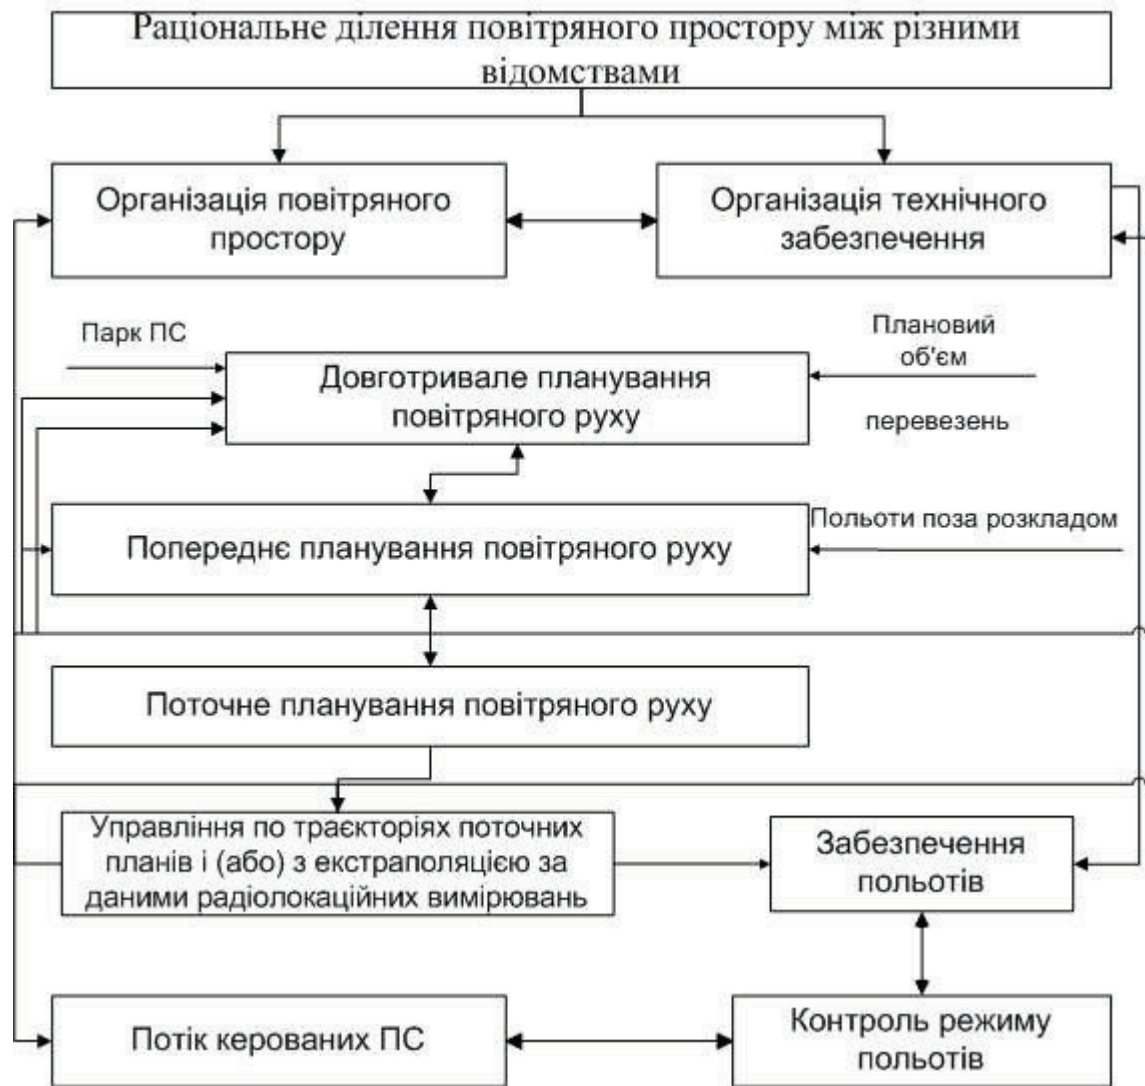 Раціональне ділення повітряного простору між різними
відомствами
Організація повітряного
простору
Організація технічного
забезпечення
Парк ПС
Плановий
об'єм
перевезень
Довготривале планування
повітряного руху
Попереднє планування повітряного руху
Польоти поза розкладом
Поточне планування повітряного руху
Управління по траєкторіях поточних
планів і (або) з екстраполяцією за
даними радіолокаційних вимірювань
Забезпечення
польотів
Потік керованих ПС
Контроль режиму
польотів